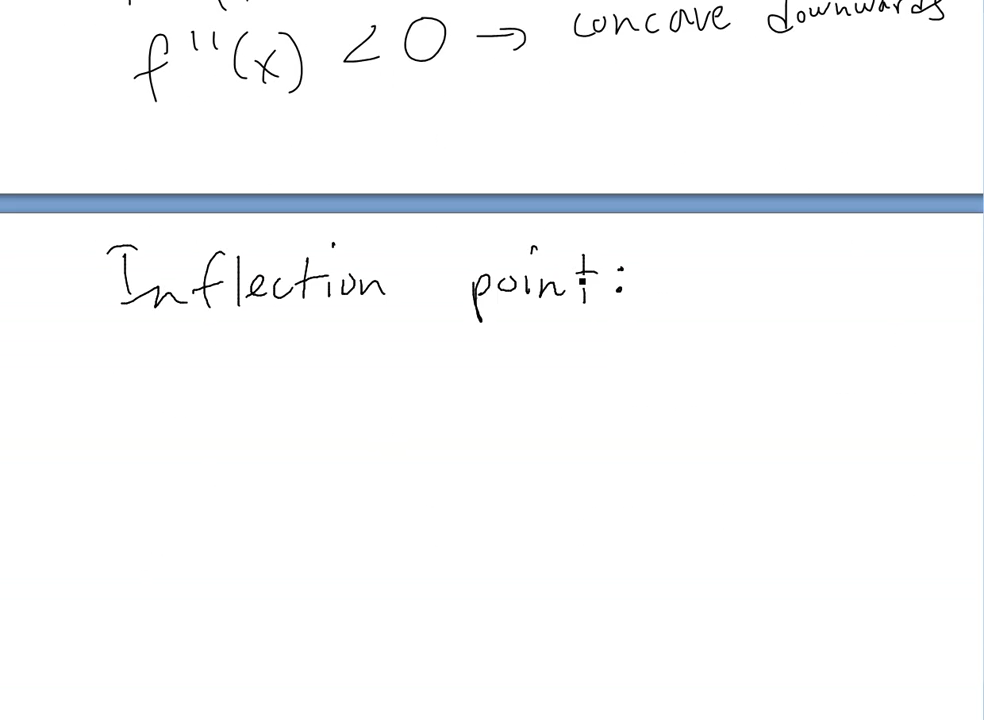 f''(x) < 0 → concave downwards
Inflection point: